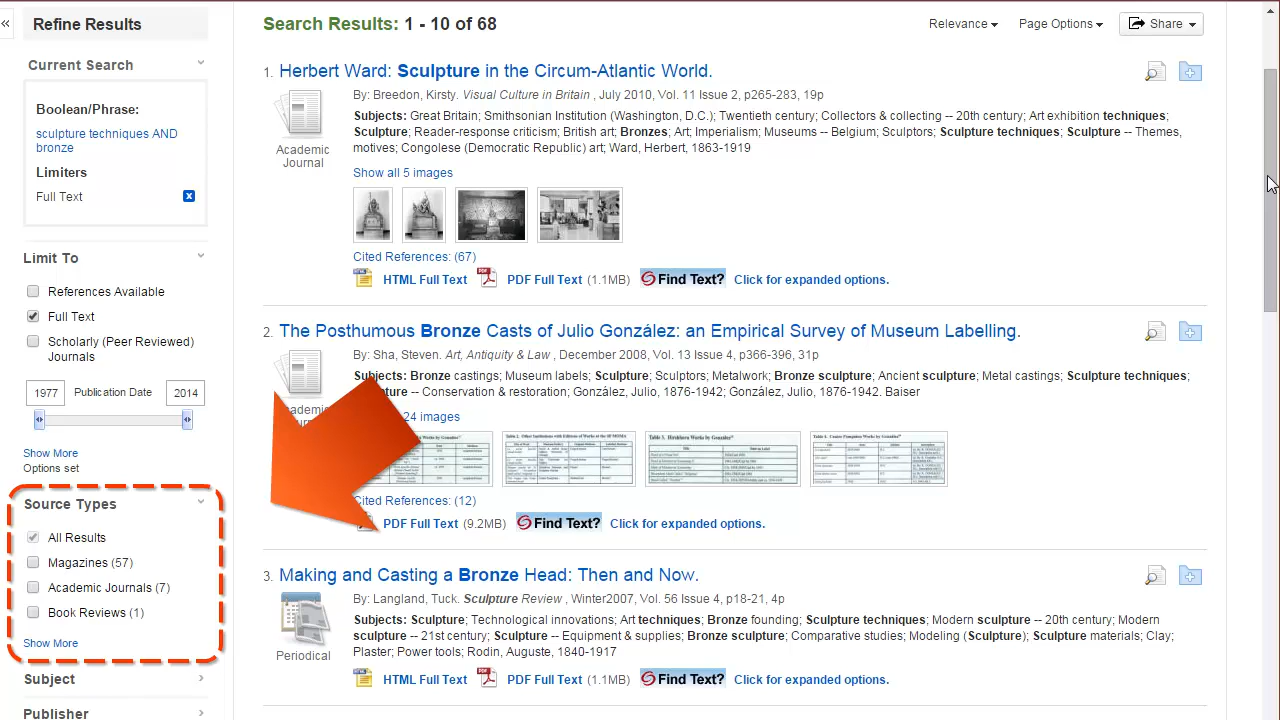 Refine Results
Current Search
Boolean/Phrase:
sculpture techniques AND
bronze
Limiters
Full Text
Limit To
References Available
Full Text
Scholarly (Peer Reviewed)
Journals
1977 Publication Date 2014
Show More
Options set
Source Types
All Results
Magazines (57)
Academic Journals (7)
Book Reviews (1)
Show More
Subject
Publisher
Search Results: 1 - 10 of 68
Relevance
Page Options
Share
1. Herbert Ward: Sculpture in the Circum-Atlantic World.
By: Breedon, Kirsty. Visual Culture in Britain , July 2010, Vol. 11 Issue 2, p265-283, 19p
Subjects: Great Britain; Smithsonian Institution (Washington, D.C.); Twentieth century; Collectors & collecting -- 20th century; Art exhibition techniques;
Sculpture; Reader-response criticism; British art; Bronzes; Art; Imperialism; Museums -- Belgium; Sculptors; Sculpture techniques; Sculpture -- Themes,
motives; Congolese (Democratic Republic) art; Ward, Herbert, 1863-1919
Academic
Journal
Show all 5 images
Cited References: (67)
HTML Full Text PDF Full Text (1.1MB) Find Text? Click for expanded options.
2. The Posthumous Bronze Casts of Julio González: an Empirical Survey of Museum Labelling.
By: Sha, Steven. Art, Antiquity & Law , December 2008, Vol. 13 Issue 4, p366-396, 31p
Subjects: Bronze castings; Museum labels; Sculpture; Sculptors; Metalwork; Bronze sculpture; Ancient sculpture; Metal castings; Sculpture techniques;
-- Conservation & restoration; González, Julio, 1876-1942; González, Julio, 1876-1942. Baiser
24 images
Cited References: (12)
PDF Full Text (9.2MB) Find Text? Click for expanded options.
3. Making and Casting a Bronze Head: Then and Now.
By: Langland, Tuck. Sculpture Review , Winter2007, Vol. 56 Issue 4, p18-21, 4p
Subjects: Sculpture; Technological innovations; Art techniques; Bronze founding; Sculpture techniques; Modern sculpture -- 20th century; Modern
sculpture -- 21st century; Sculpture -- Equipment & supplies; Bronze sculpture; Comparative studies; Modeling (Sculpture); Sculpture materials; Clay;
Plaster; Power tools; Rodin, Auguste, 1840-1917
Periodical
HTML Full Text PDF Full Text (1.1MB) Find Text? Click for expanded options.